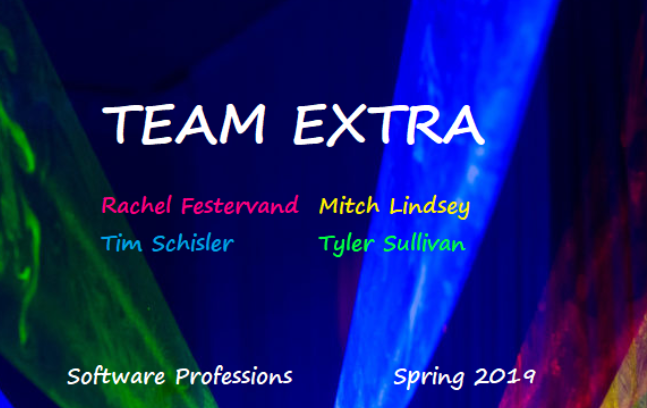 TEAM EXTRA
Rachel Festervand Mitch Lindsey
Tim Schisler Tyler Sullivan
Software Professions Spring 2019